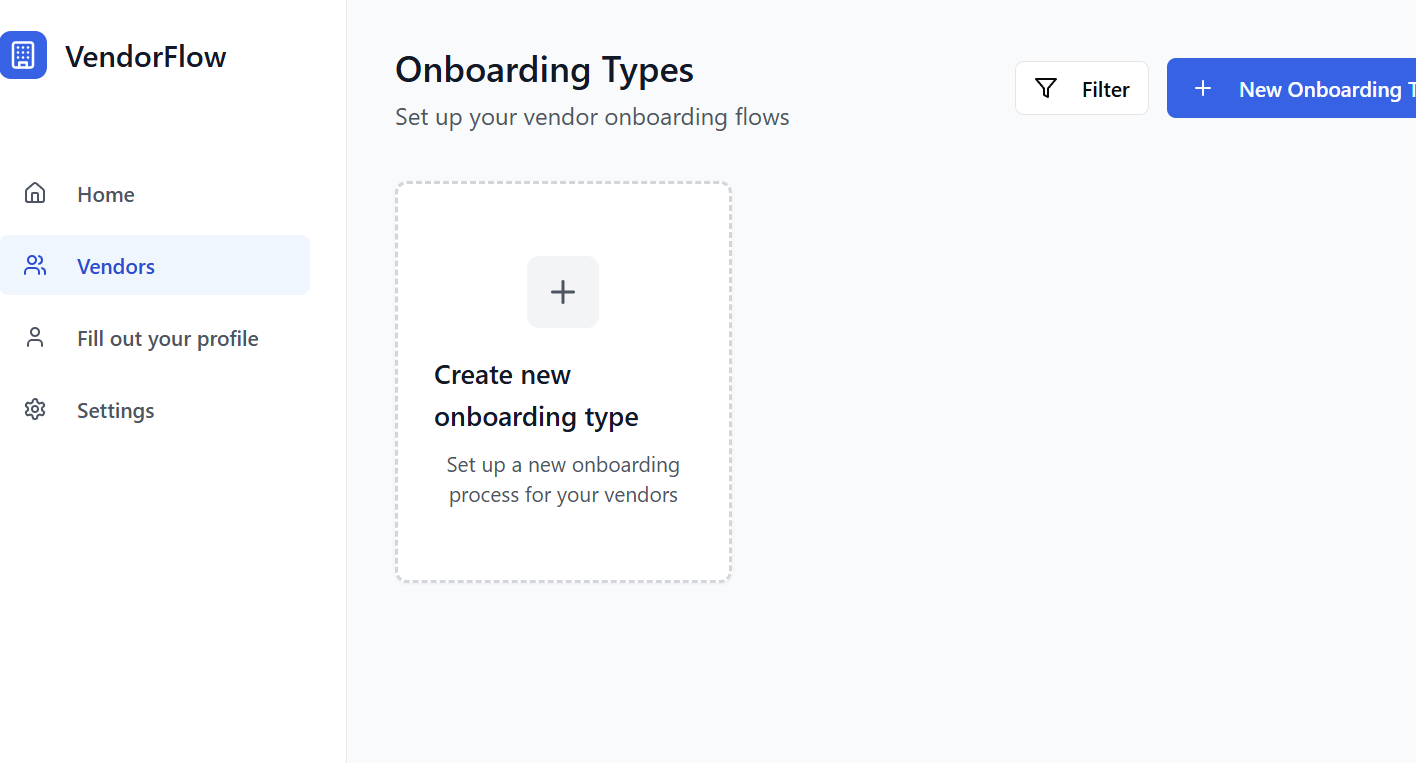 VendorFlow
Home
Vendors
Fill out your profile
Settings
Onboarding Types
Set up your vendor onboarding flows
Filter
New Onboarding T
Create new
onboarding type
Set up a new onboarding
process for your vendors